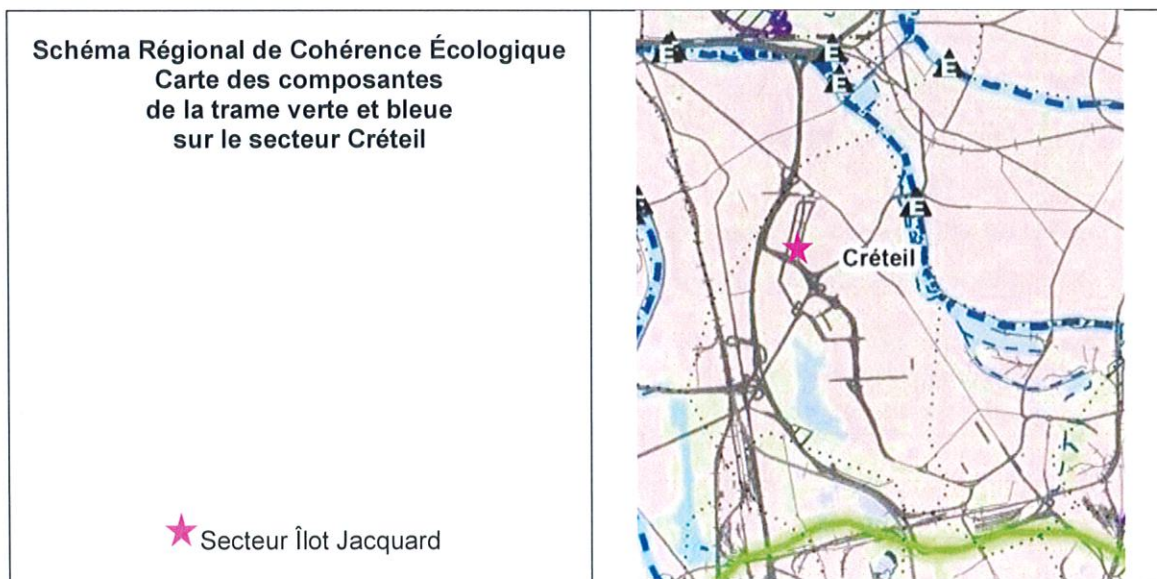 Schéma Régional de Cohérence Écologique
Carte des composantes
de la trame verte et bleue
sur le secteur Créteil
Secteur Îlot Jacquard
E
E
E
E
E
Créteil